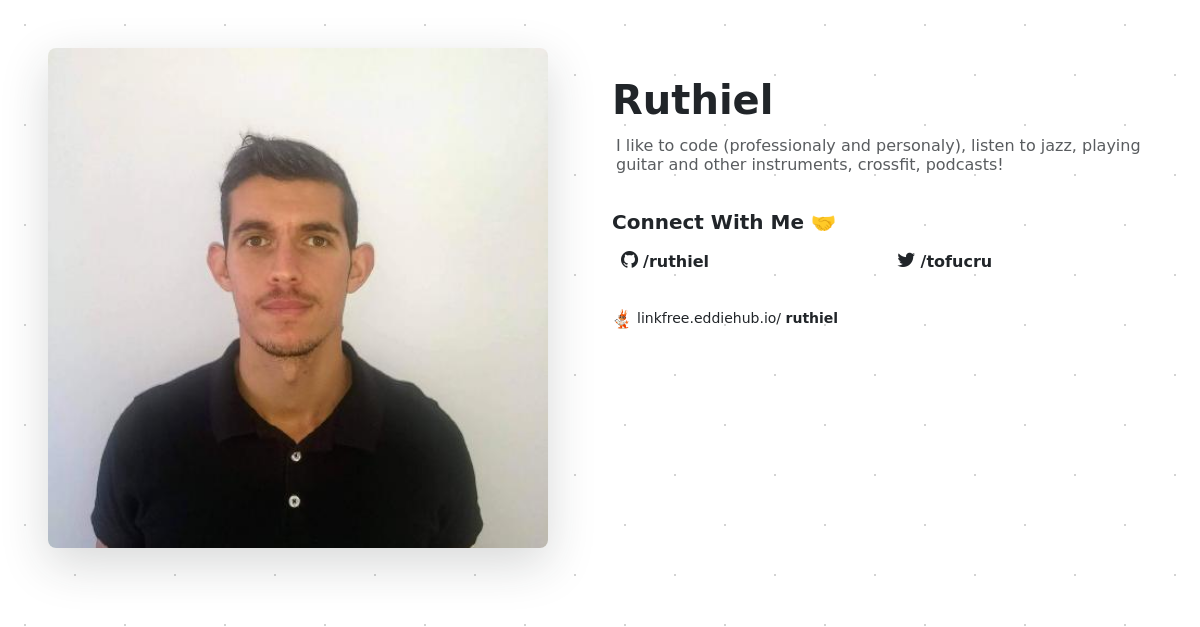 Ruthiel
I like to code (professionaly and personaly), listen to jazz, playing
guitar and other instruments, crossfit, podcasts!
Connect With Me 🤝
/ruthiel /tofucru
linkfree.eddiehub.io/ ruthiel